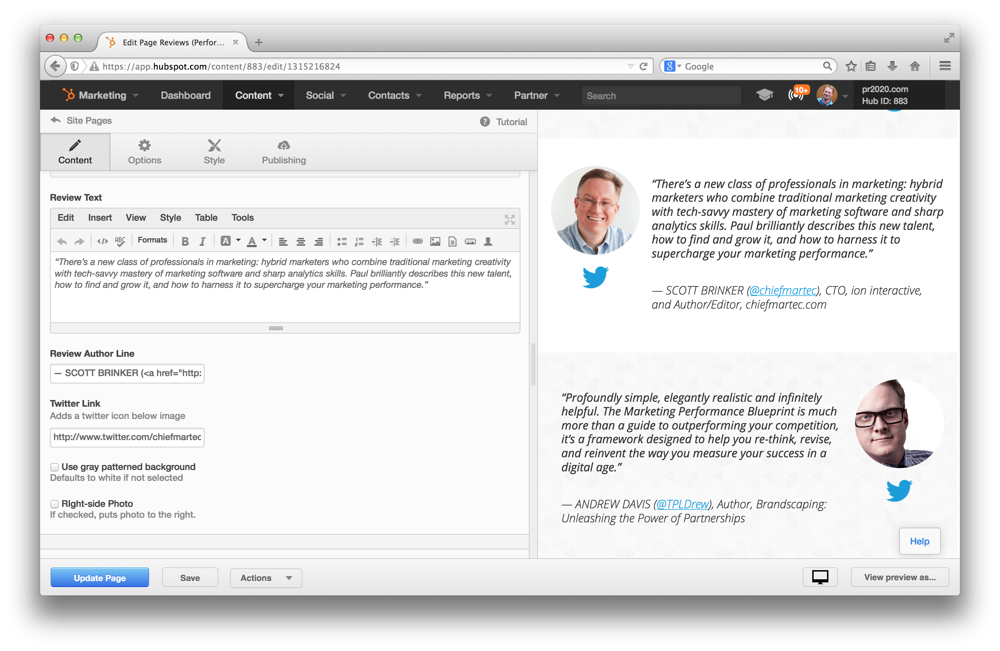 Edit Page Reviews (Perfor...
https://app.hubspot.com/content/883/edit/1315216824
Google
Marketing Dashboard Content Social Contacts Reports Partner Search 10+ pr2020.com
Hub ID: 883
Site Pages
Tutorial
Content Options Style Publishing
Review Text
Edit Insert View Style Table Tools
ABC Formats B I A A
“There’s a new class of professionals in marketing: hybrid marketers who combine traditional marketing creativity
with tech-savvy mastery of marketing software and sharp analytics skills. Paul brilliantly describes this new talent,
how to find and grow it, and how to harness it to supercharge your marketing performance.”
Review Author Line
— SCOTT BRINKER (<a href="http:
Twitter Link
Adds a twitter icon below image
http://www.twitter.com/chiefmartec
Use gray patterned background
Defaults to white if not selected
RIght-side Photo
If checked, puts photo to the right.
“There’s a new class of professionals in marketing: hybrid
marketers who combine traditional marketing creativity
with tech-savvy mastery of marketing software and sharp
analytics skills. Paul brilliantly describes this new talent,
how to find and grow it, and how to harness it to
supercharge your marketing performance.”
— SCOTT BRINKER (@chiefmartec), CTO, ion interactive,
and Author/Editor, chiefmartec.com
“Profoundly simple, elegantly realistic and infinitely
helpful. The Marketing Performance Blueprint is much
more than a guide to outperforming your competition,
it’s a framework designed to help you re-think, revise,
and reinvent the way you measure your success in a
digital age.”
— ANDREW DAVIS (@TPLDrew), Author, Brandscaping:
Unleashing the Power of Partnerships
Help
Update Page Save Actions View preview as...